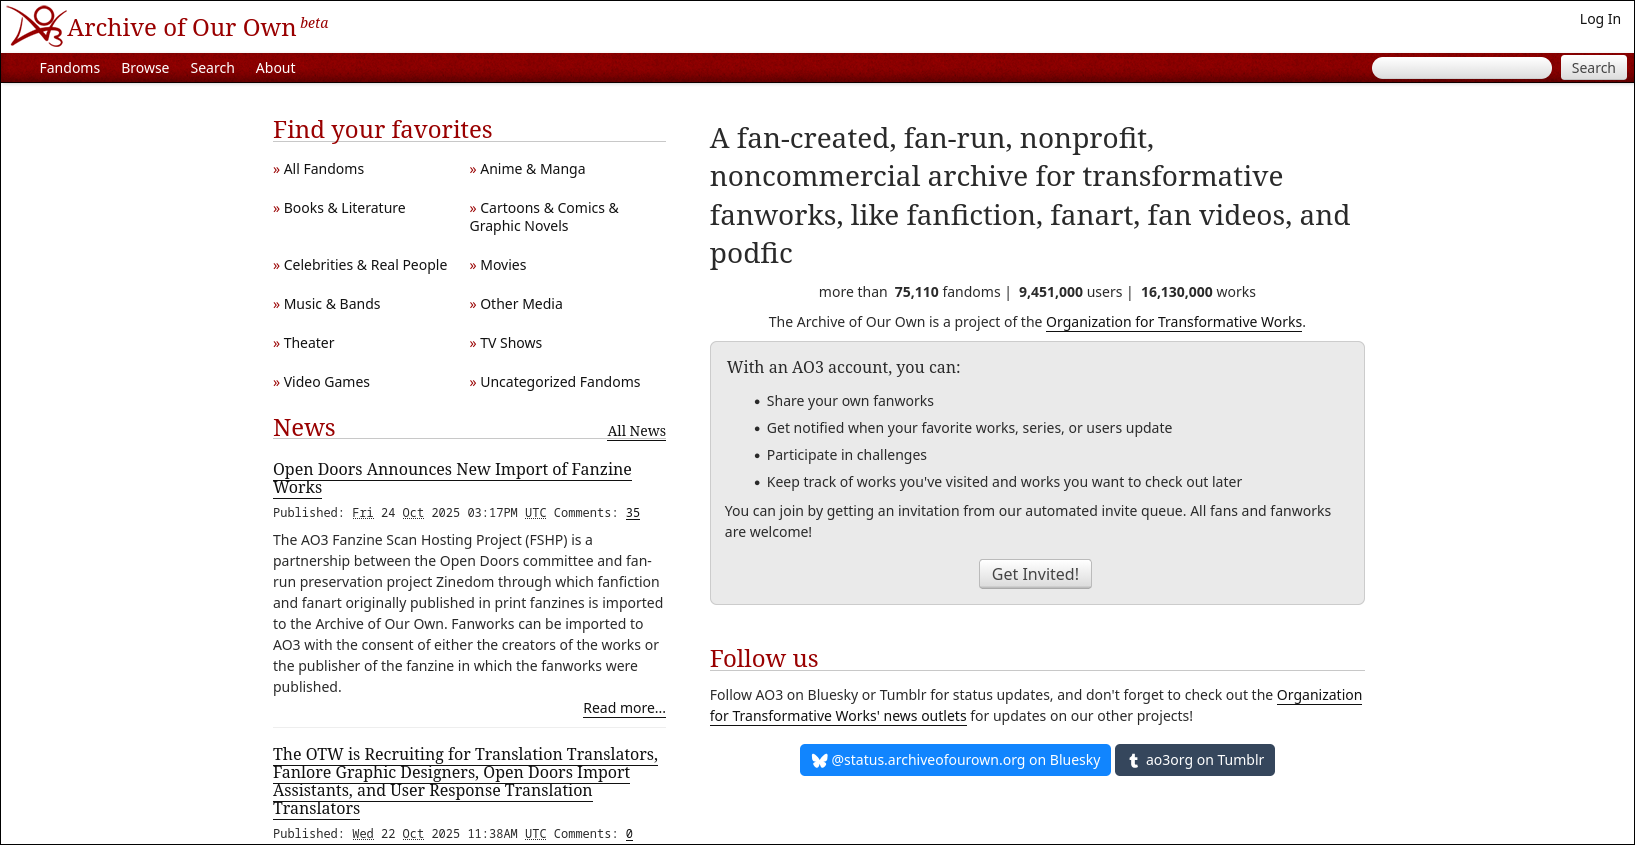 Archive of Our Own beta
Log In
Fandoms Browse Search About
Search
Find your favorites
» All Fandoms
» Anime & Manga
» Books & Literature
» Cartoons & Comics &
Graphic Novels
» Celebrities & Real People
» Movies
» Music & Bands
» Other Media
» Theater
» TV Shows
» Video Games
» Uncategorized Fandoms
News
All News
Open Doors Announces New Import of Fanzine
Works
Published: Fri 24 Oct 2025 03:17PM UTC Comments: 35
The AO3 Fanzine Scan Hosting Project (FSHP) is a
partnership between the Open Doors committee and fan-
run preservation project Zinedom through which fanfiction
and fanart originally published in print fanzines is imported
to the Archive of Our Own. Fanworks can be imported to
AO3 with the consent of either the creators of the works or
the publisher of the fanzine in which the fanworks were
published.
Read more...
The OTW is Recruiting for Translation Translators,
Fanlore Graphic Designers, Open Doors Import
Assistants, and User Response Translation
Translators
Published: Wed 22 Oct 2025 11:38AM UTC Comments: 0
A fan-created, fan-run, nonprofit,
noncommercial archive for transformative
fanworks, like fanfiction, fanart, fan videos, and
podfic
more than 75,110 fandoms | 9,451,000 users | 16,130,000 works
The Archive of Our Own is a project of the Organization for Transformative Works.
With an AO3 account, you can:
• Share your own fanworks
• Get notified when your favorite works, series, or users update
• Participate in challenges
• Keep track of works you've visited and works you want to check out later
You can join by getting an invitation from our automated invite queue. All fans and fanworks
are welcome!
Get Invited!
Follow us
Follow AO3 on Bluesky or Tumblr for status updates, and don't forget to check out the Organization
for Transformative Works' news outlets for updates on our other projects!
@status.archiveofourown.org on Bluesky
ao3org on Tumblr